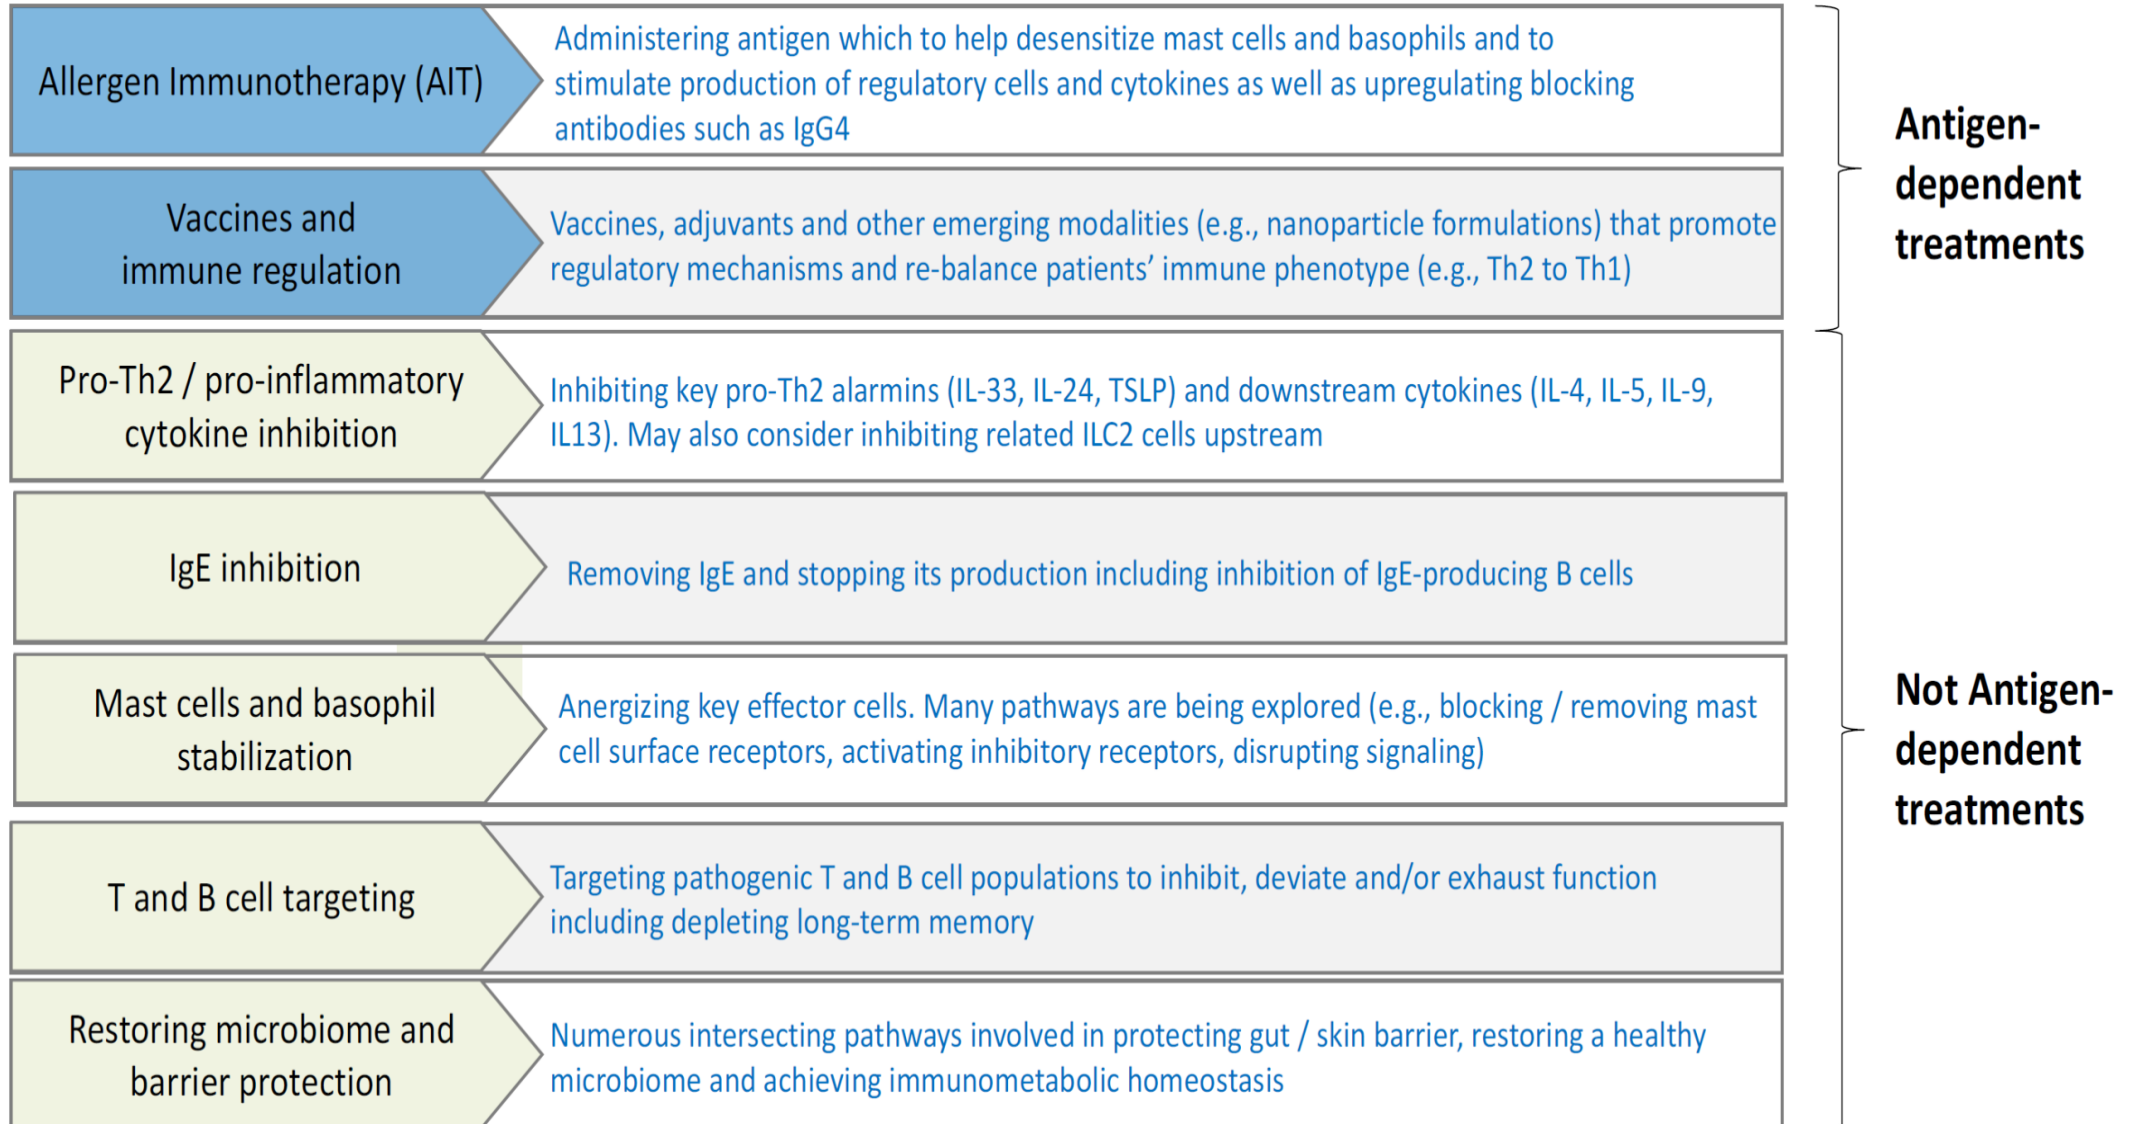 Allergen Immunotherapy (AIT)
Administering antigen which to help desensitize mast cells and basophils and to
stimulate production of regulatory cells and cytokines as well as upregulating blocking
antibodies such as IgG4
Vaccines and
immune regulation
Vaccines, adjuvants and other emerging modalities (e.g., nanoparticle formulations) that promote
regulatory mechanisms and re-balance patients’ immune phenotype (e.g., Th2 to Th1)
Antigen-
dependent
treatments
Pro-Th2 / pro-inflammatory
cytokine inhibition
Inhibiting key pro-Th2 alarmins (IL-33, IL-24, TSLP) and downstream cytokines (IL-4, IL-5, IL-9,
IL13). May also consider inhibiting related ILC2 cells upstream
IgE inhibition
Removing IgE and stopping its production including inhibition of IgE-producing B cells
Mast cells and basophil
stabilization
Anergizing key effector cells. Many pathways are being explored (e.g., blocking / removing mast
cell surface receptors, activating inhibitory receptors, disrupting signaling)
T and B cell targeting
Targeting pathogenic T and B cell populations to inhibit, deviate and/or exhaust function
including depleting long-term memory
Restoring microbiome and
barrier protection
Numerous intersecting pathways involved in protecting gut / skin barrier, restoring a healthy
microbiome and achieving immunometabolic homeostasis
Not Antigen-
dependent
treatments